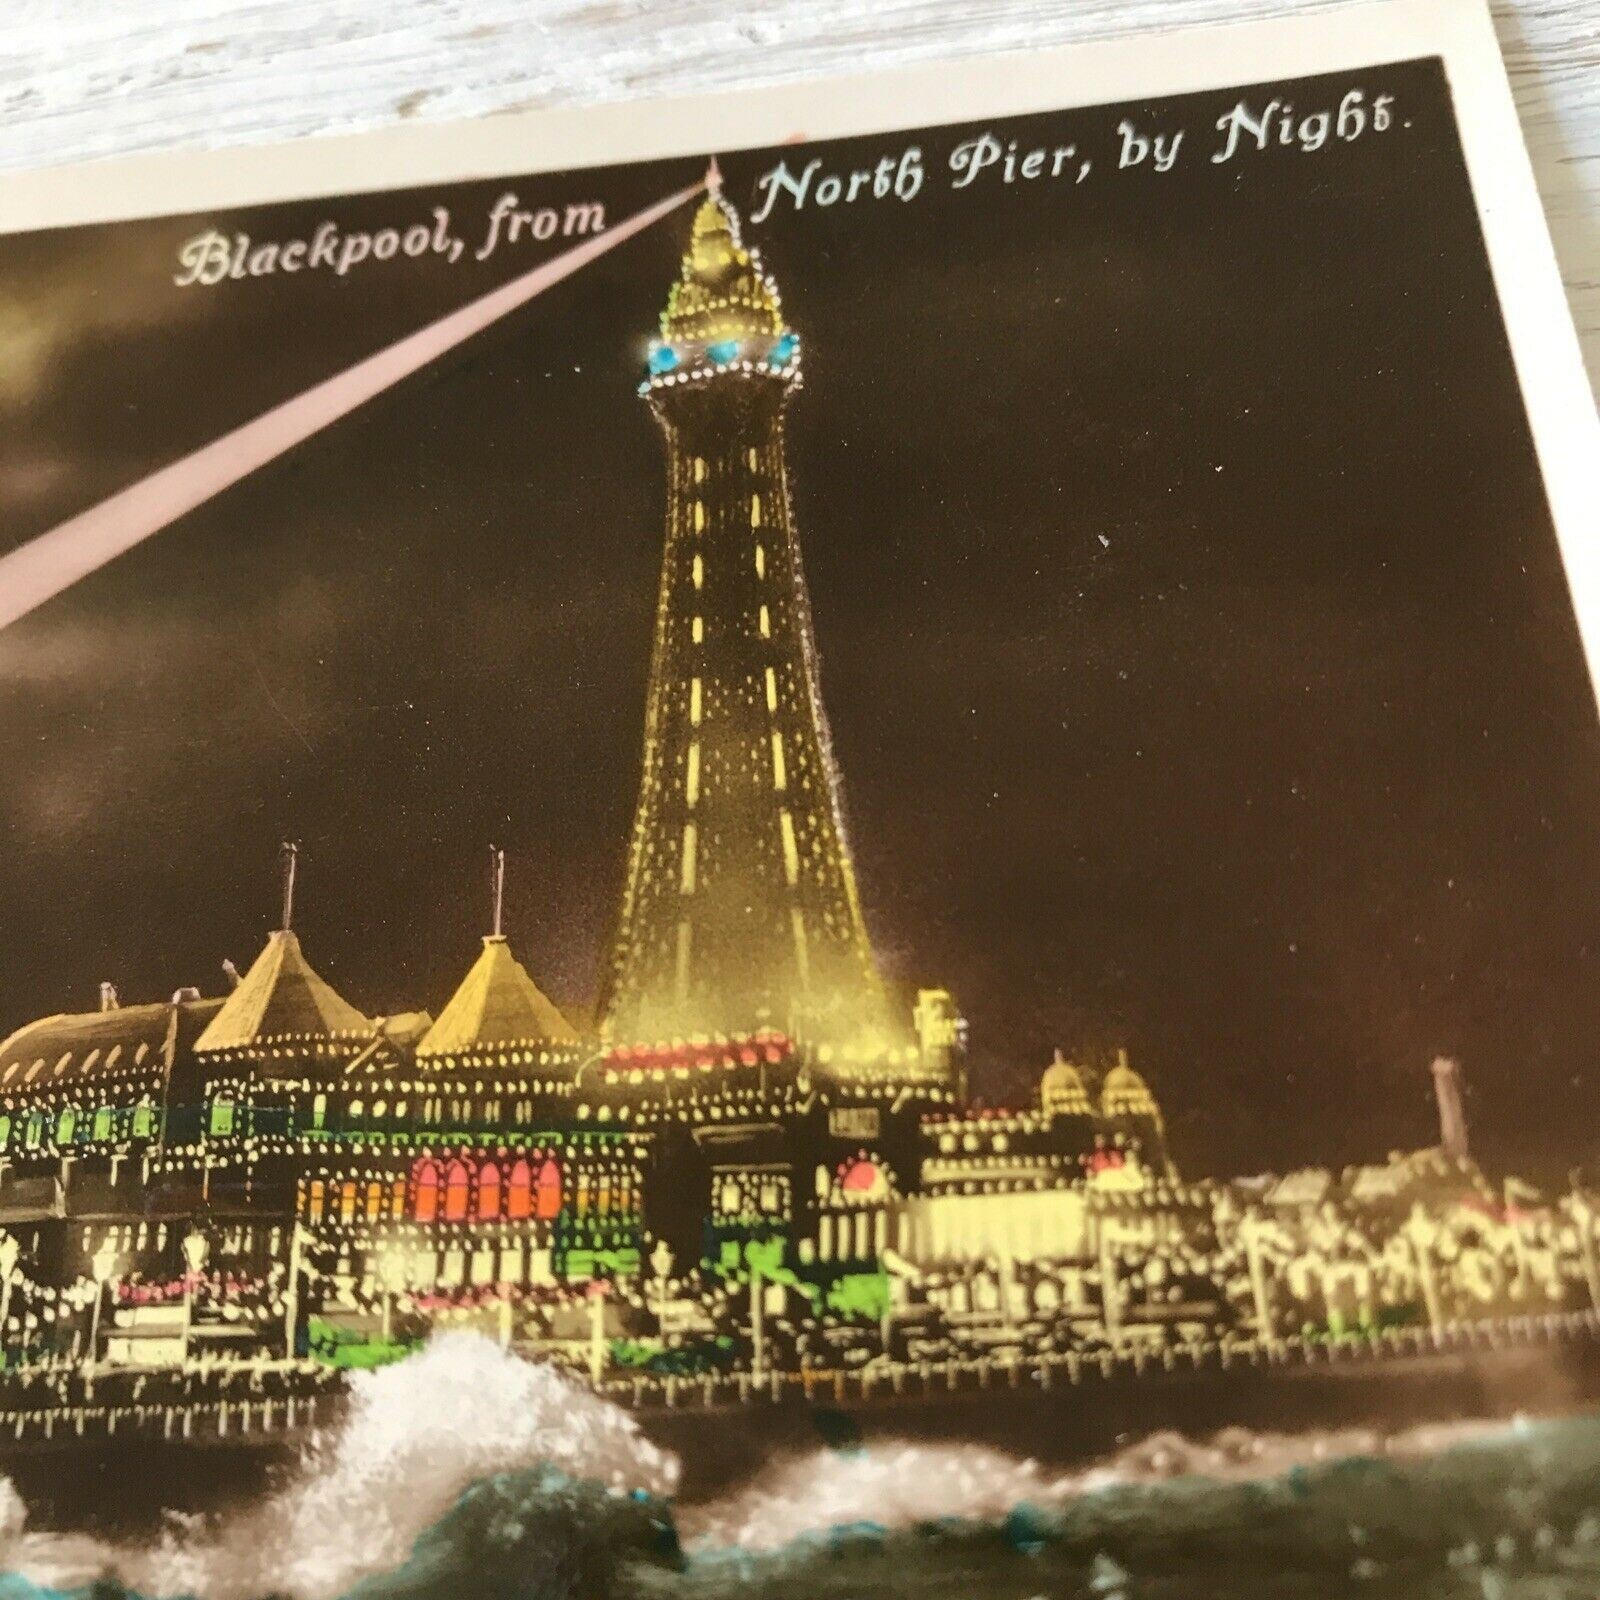 Blackpool, from North Pier, by Night.